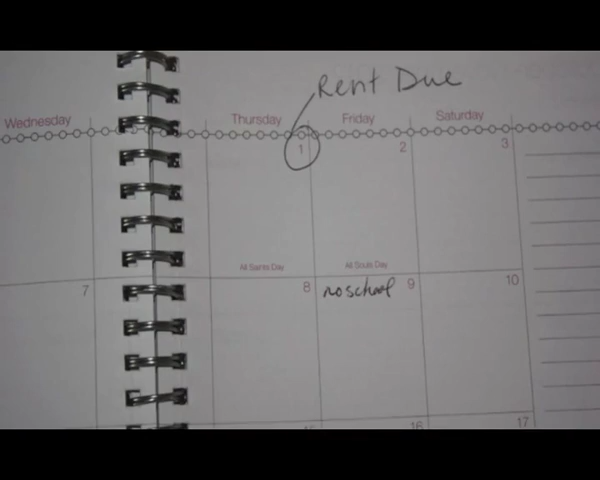 Rent Due
Wednesday Thursday Friday Saturday
1 2 3
All Saints Day All Souls Day
7 8 no school 9 10
16 17